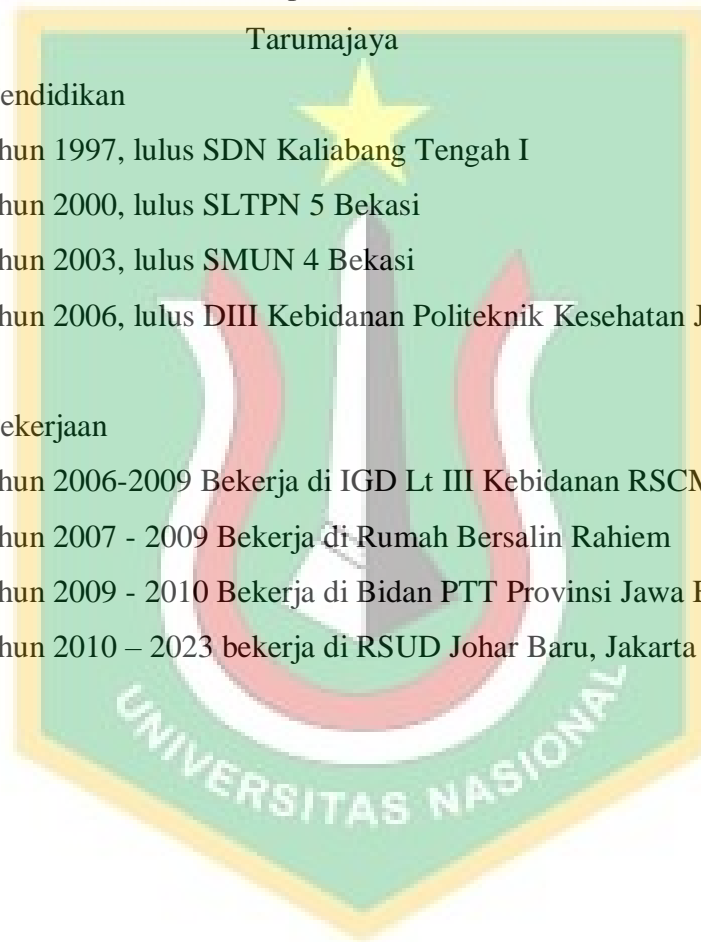 Tarumajaya
endidikan
hun 1997, lulus SDN Kaliabang Tengah I
hun 2000, lulus SLTPN 5 Bekasi
hun 2003, lulus SMUN 4 Bekasi
hun 2006, lulus DIII Kebidanan Politeknik Kesehatan J
ekerjaan
hun 2006-2009 Bekerja di IGD Lt III Kebidanan RSCM
hun 2007 - 2009 Bekerja di Rumah Bersalin Rahiem
hun 2009 - 2010 Bekerja di Bidan PTT Provinsi Jawa B
hun 2010 – 2023 bekerja di RSUD Johar Baru, Jakarta
UNIVERSITAS NASIONAL